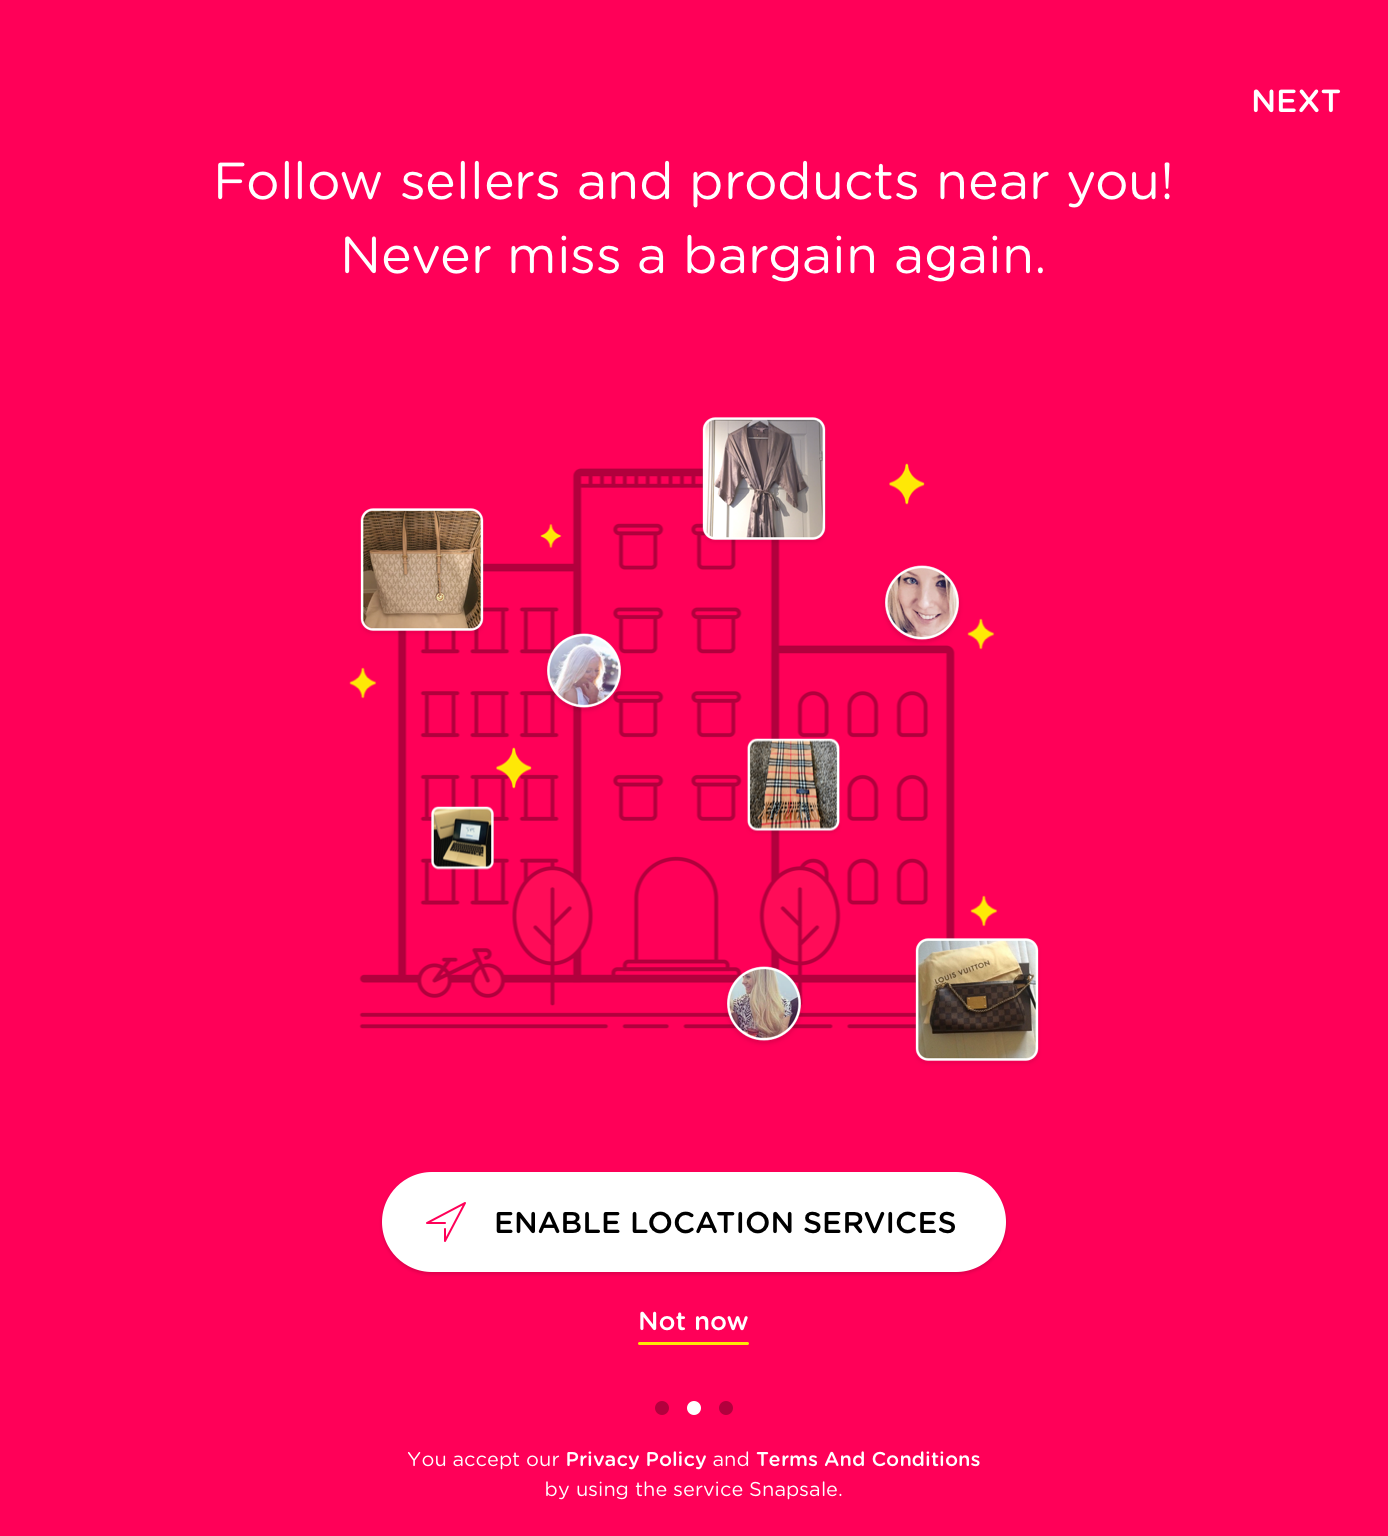 NEXT
Follow sellers and products near you!
Never miss a bargain again.
LOUIS VUITTON
ENABLE LOCATION SERVICES
Not now
You accept our Privacy Policy and Terms And Conditions
by using the service Snapsale.